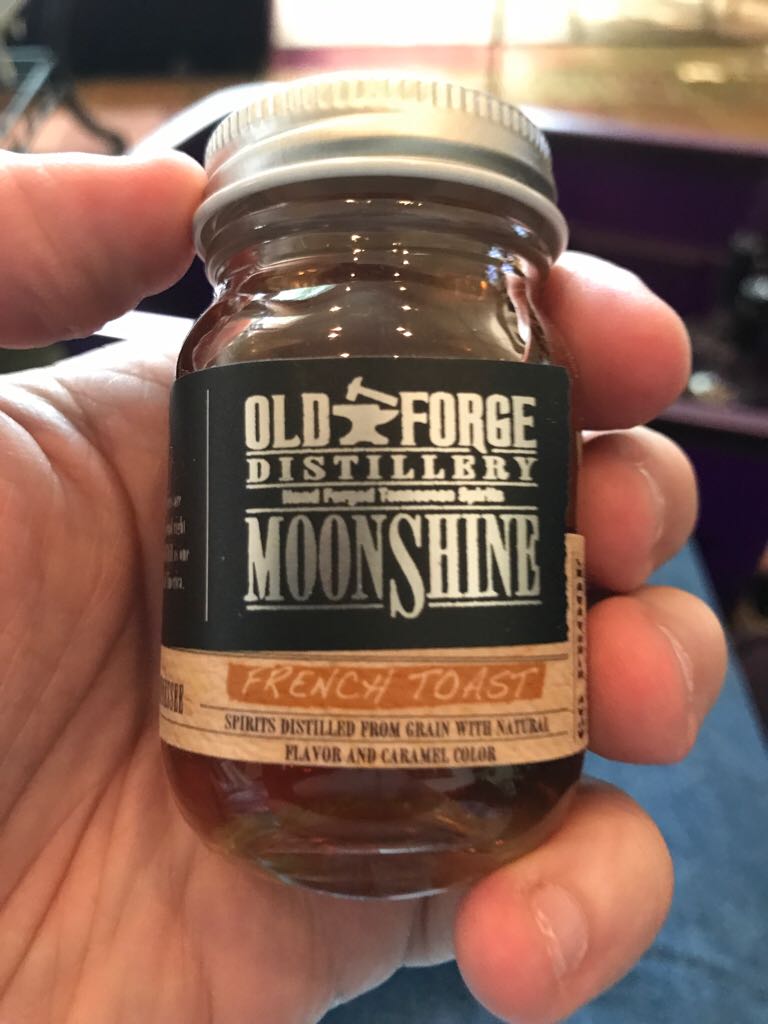 OLD FORGE
DISTILLERY
Hand Forged Tennessee Spirits
MOONSHINE
FRENCH TOAST
SPIRITS DISTILLED FROM GRAIN WITH NATURAL
FLAVOR AND CARAMEL COLOR